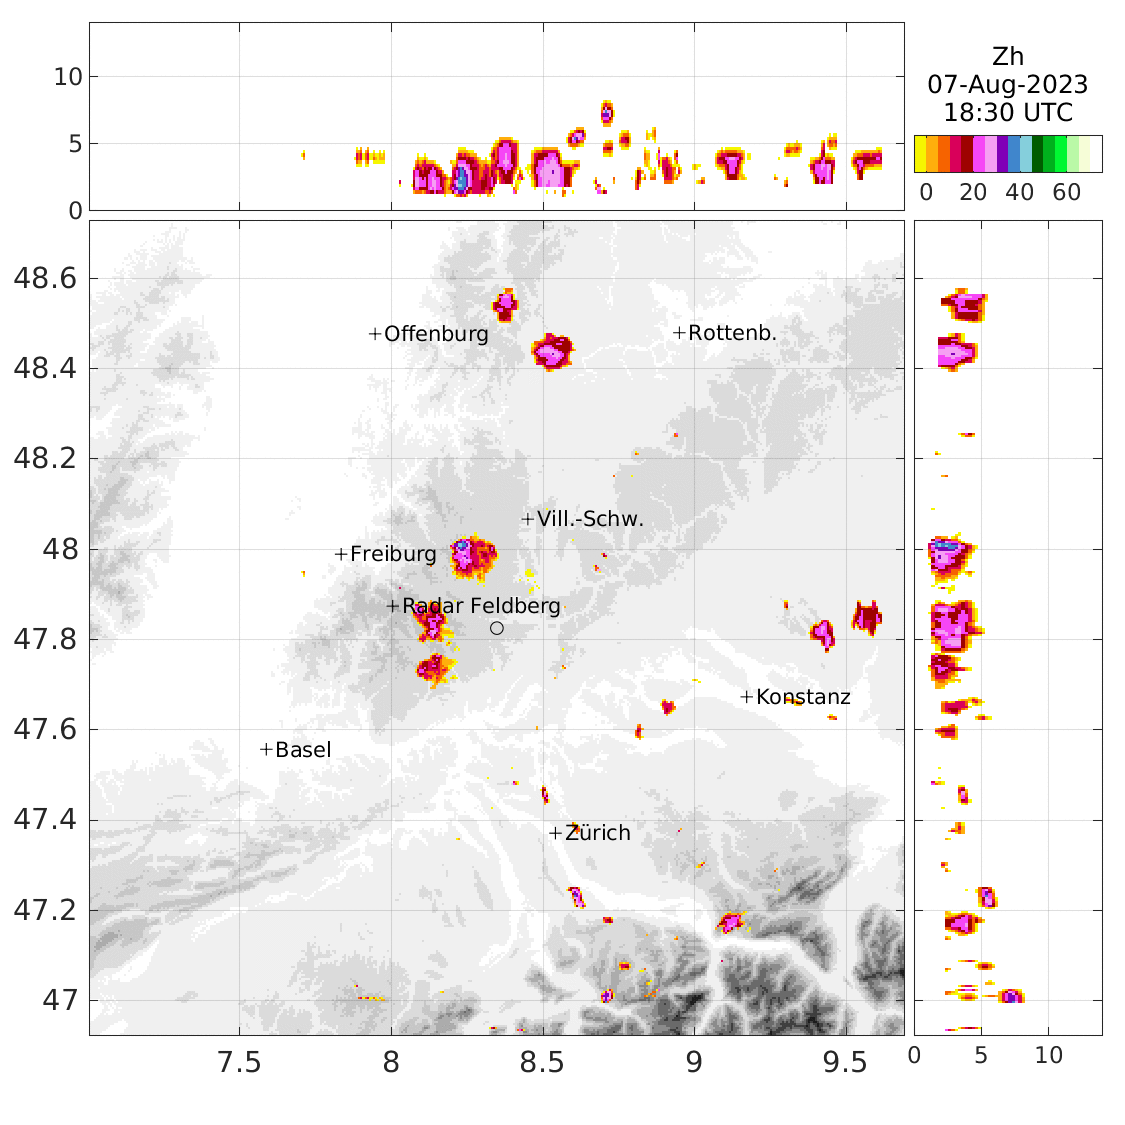 10
5
0
Zh
07-Aug-2023
18:30 UTC
0 20 40 60
48.6
48.4
48.2
48
47.8
47.6
47.4
47.2
47
+Offenburg
+Rottenb.
+Vill.-Schw.
+Freiburg
+Radar Feldberg
+Konstanz
+Basel
+Zürich
7.5 8 8.5 9 9.5
0 5 10